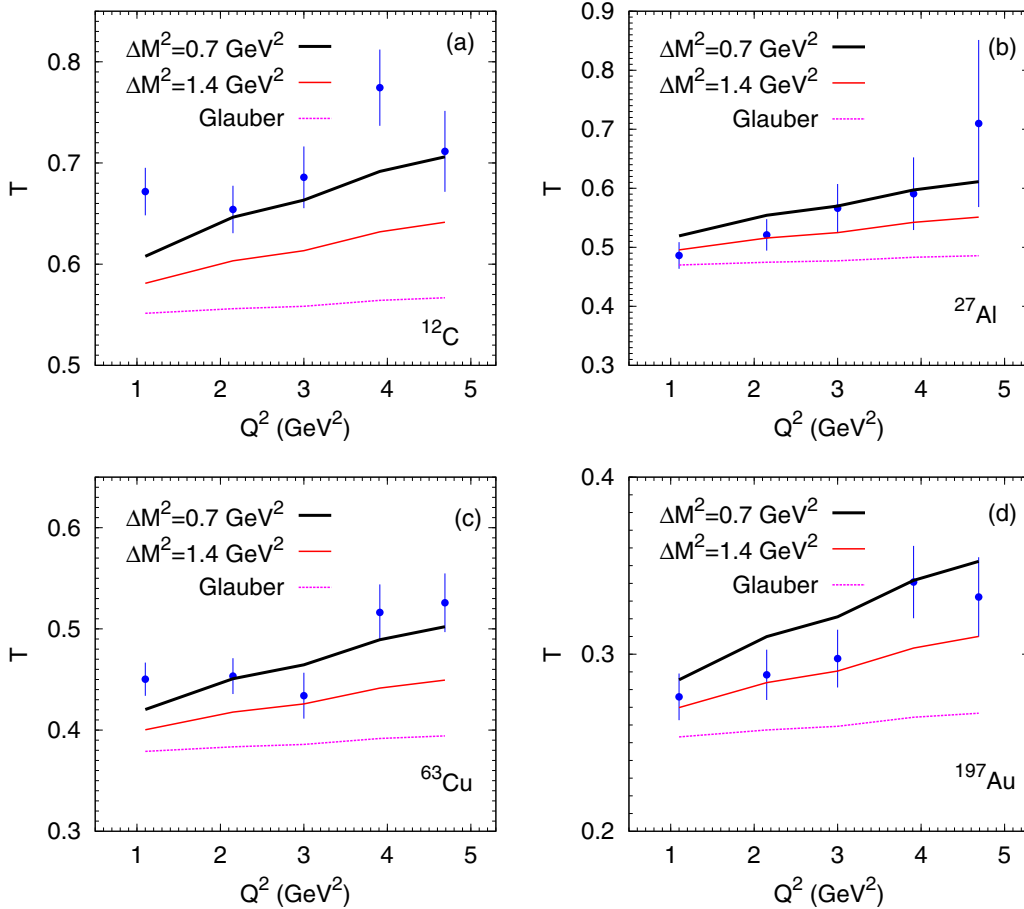 (a)
ΔM²=0.7 GeV²
ΔM²=1.4 GeV²
Glauber
0.8
0.7
0.6
0.5
T
¹²C
1 2 3 4 5
Q² (GeV²)
(b)
ΔM²=0.7 GeV²
ΔM²=1.4 GeV²
Glauber
0.9
0.8
0.7
0.6
0.5
0.4
0.3
T
²⁷Al
1 2 3 4 5
Q² (GeV²)
(c)
ΔM²=0.7 GeV²
ΔM²=1.4 GeV²
Glauber
0.6
0.5
0.4
0.3
T
⁶³Cu
1 2 3 4 5
Q² (GeV²)
(d)
ΔM²=0.7 GeV²
ΔM²=1.4 GeV²
Glauber
0.4
0.3
0.2
T
¹⁹⁷Au
1 2 3 4 5
Q² (GeV²)